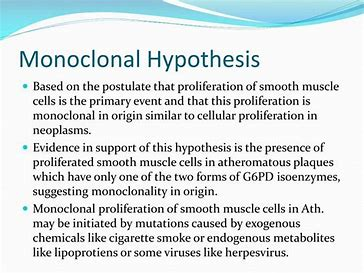 Monoclonal Hypothesis
Based on the postulate that proliferation of smooth muscle
cells is the primary event and that this proliferation is
monoclonal in origin similar to cellular proliferation in
neoplasms.
Evidence in support of this hypothesis is the presence of
proliferated smooth muscle cells in atheromatous plaques
which have only one of the two forms of G6PD isoenzymes,
suggesting monoclonality in origin.
Monoclonal proliferation of smooth muscle cells in Ath.
may be initiated by mutations caused by exogenous
chemicals like cigarette smoke or endogenous metabolites
like lipoprotiens or some viruses like herpesvirus.